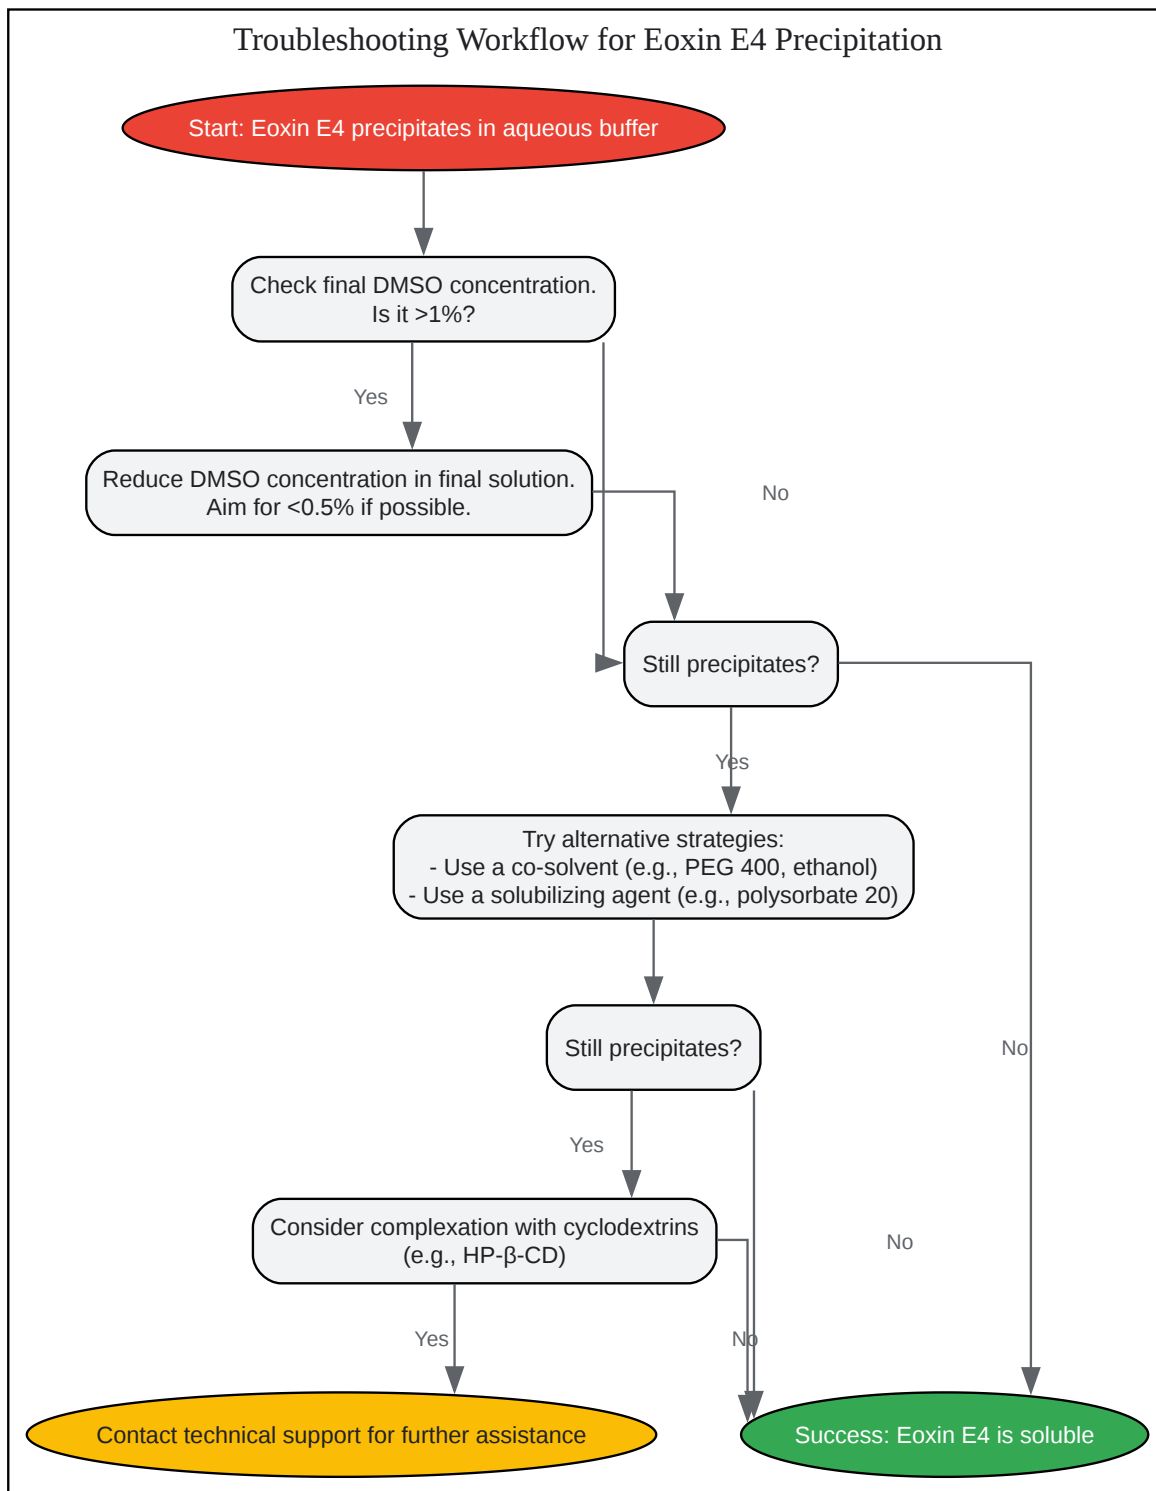 Troubleshooting Workflow for Eoxin E4 Precipitation
Start: Eoxin E4 precipitates in aqueous buffer
Check final DMSO concentration.
Is it >1%?
Yes
Reduce DMSO concentration in final solution.
Aim for <0.5% if possible.
No
Still precipitates?
Yes
Try alternative strategies:
- Use a co-solvent (e.g., PEG 400, ethanol)
- Use a solubilizing agent (e.g., polysorbate 20)
Still precipitates?
No
Yes
Consider complexation with cyclodextrins
(e.g., HP-β-CD)
No
Yes
No
Contact technical support for further assistance
Success: Eoxin E4 is soluble